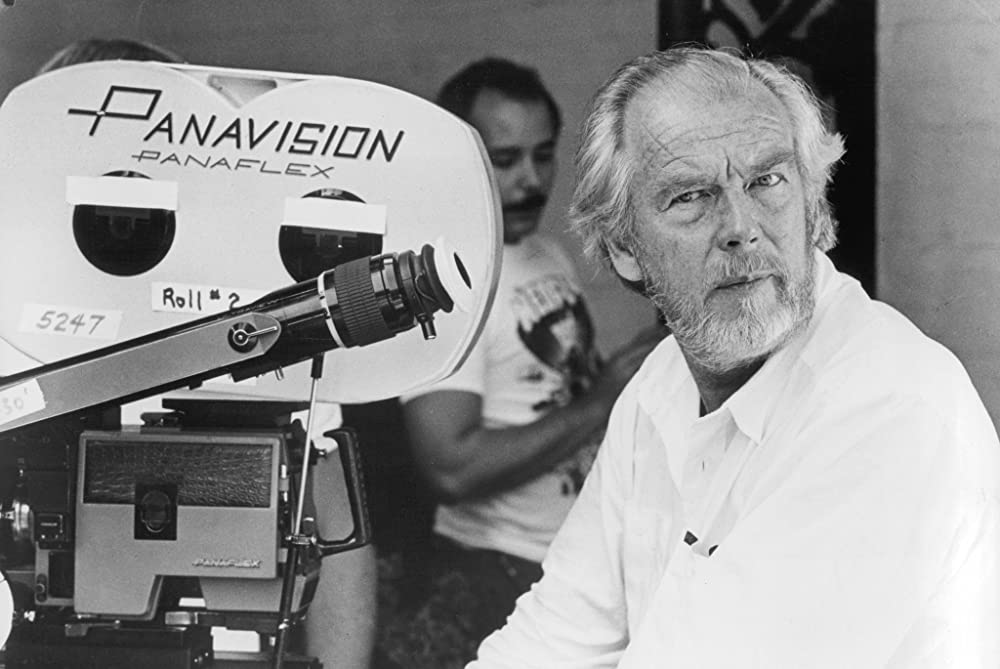 PANAVISION
PANAFLEX
Roll # 2
5247
30'
PANAFLEX